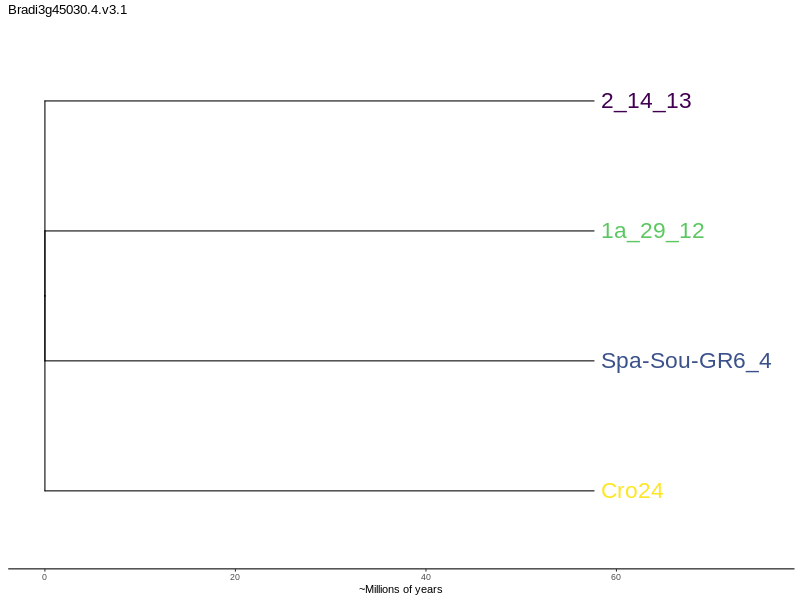 Bradi3g45030.4.v3.1
2_14_13
1a_29_12
Spa-Sou-GR6_4
Cro24
0 20 40 60
~Millions of years